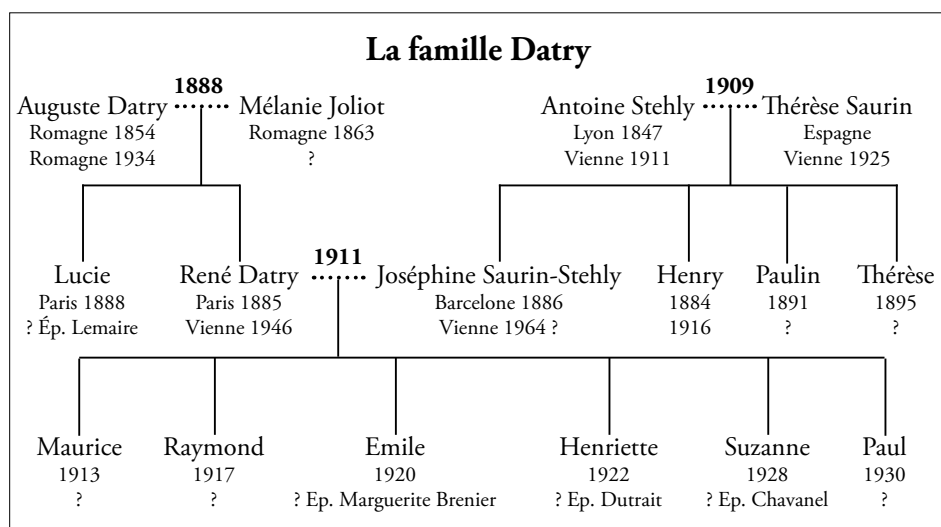 La famille Datry
1888
1909
Auguste Datry Mélanie Joliot Antoine Stehly Thérèse Saurin
Romagne 1854 Romagne 1863 Lyon 1847 Espagne
Romagne 1934 ? Vienne 1911 Vienne 1925
1911
Lucie René Datry Joséphine Saurin-Stehly Henry Paulin Thérèse
Paris 1888 Paris 1885 Barcelone 1886 1884 1891 1895
? Ép. Lemaire Vienne 1946 Vienne 1964 ? 1916 ? ?
Maurice Raymond Emile Henriette Suzanne Paul
1913 1917 1920 1922 1928 1930
? ? ? Ep. Marguerite Brenier ? Ep. Dutrait ? Ep. Chavanel ?